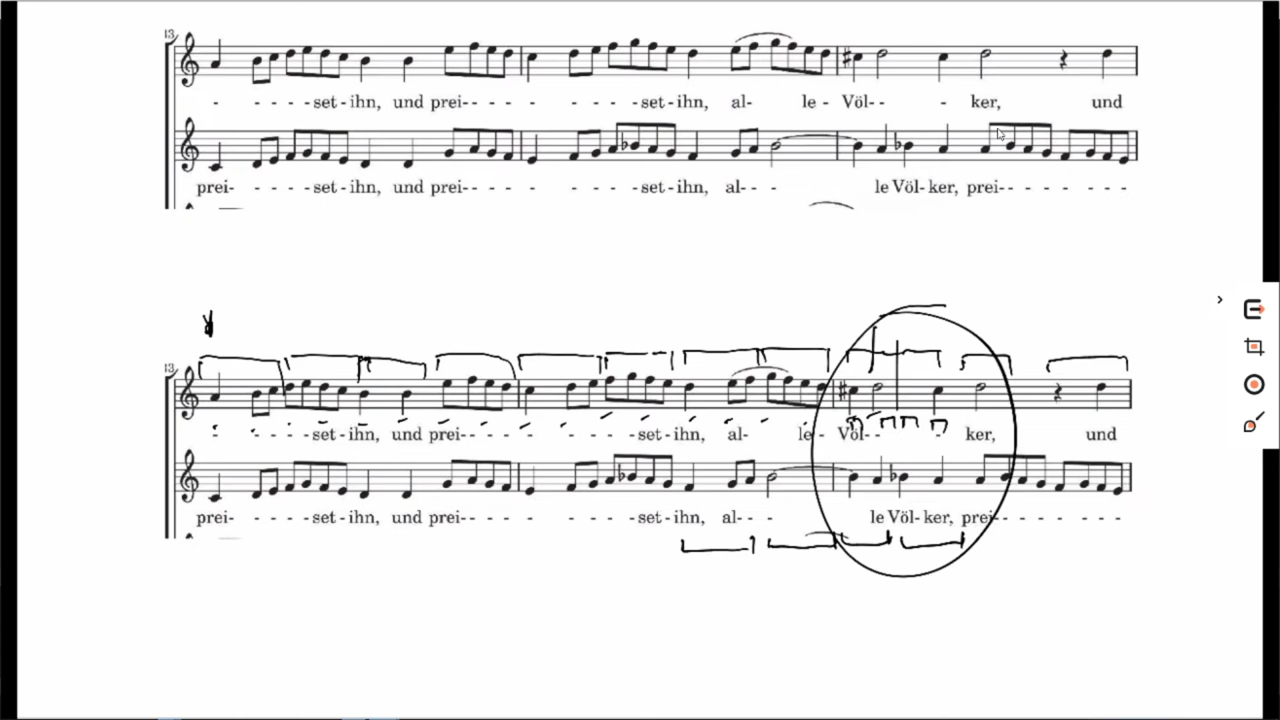 13
- - - - -set-ihn, und prei- - - - - - - -set-ihn, al- le- Völ- - - ker, und
prei- - - - -set-ihn, und prei- - - - - - - -set-ihn, al- - - le Völ-ker, prei- - - - - - - -
13
- - - - -set-ihn, und prei- - - - - - - -set-ihn, al- le- Völ- - - ker, und
prei- - - - -set-ihn, und prei- - - - - - - -set-ihn, al- - - le Völ-ker, prei- - - - - - - -